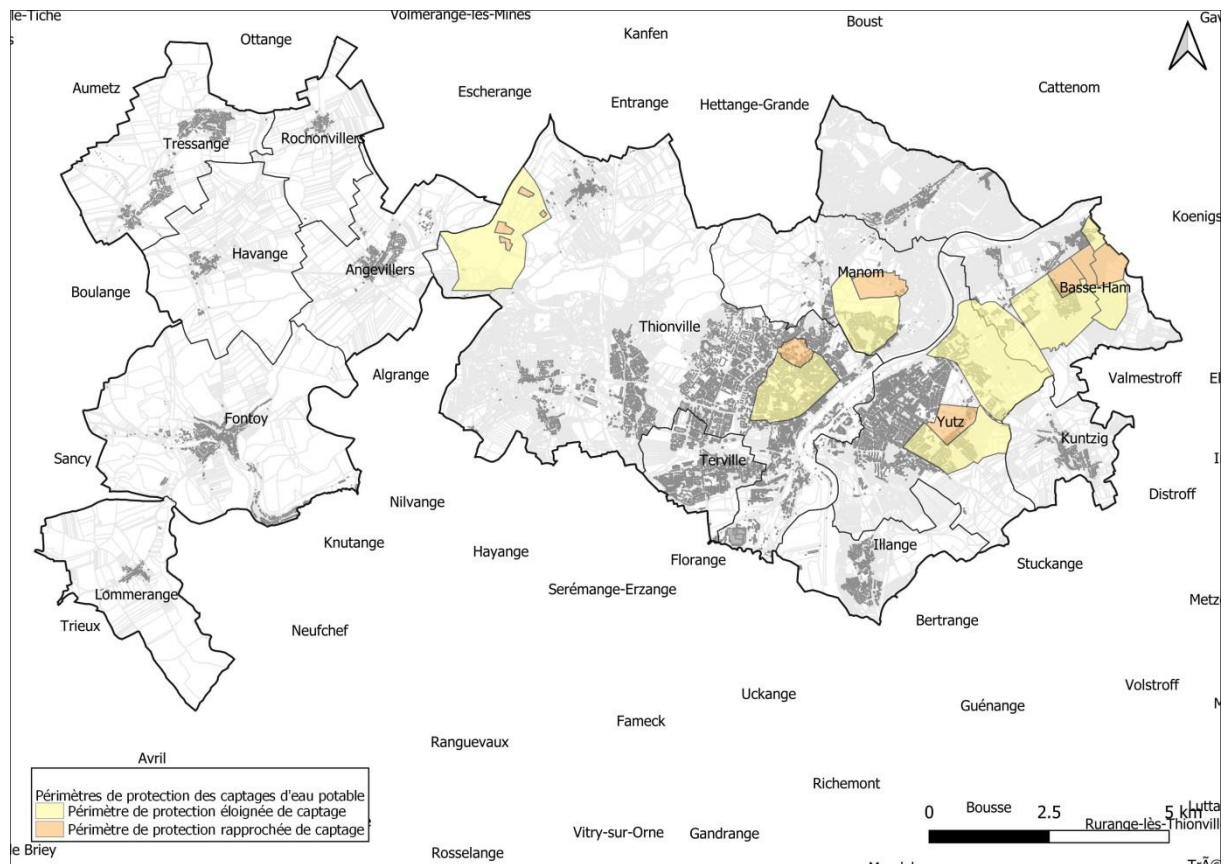 le-Tiche
Volmerange-les-Mines
Boust
Ottange
Kanfen
Aumetz
Escherange
Entrange
Hettange-Grande
Cattenom
Tressange
Rochonvillers
Koenigs
Havange
Angevillers
Manom
Boulange
Basse-Ham
Thionville
Algrange
Valmestroff
Fontoy
Yutz
Kuntzig
Sancy
Terville
Nilvange
Distroff
Knutange
Hayange
Florange
Illange
Stuckange
Lommerange
Serémange-Erzange
Trieux
Neufchef
Bertrange
Metz
Uckange
Volstroff
Guénange
Fameck
Ranguevaux
Avril
Richemont
Périmètres de protection des captages d'eau potable
Périmètre de protection éloignée de captage
Périmètre de protection rapprochée de captage
0 2.5 5 km
Bousse
Lutta
Rurange-lès-Thionvill
Vitry-sur-Orne
Gandrange
le Briey
Rosselange